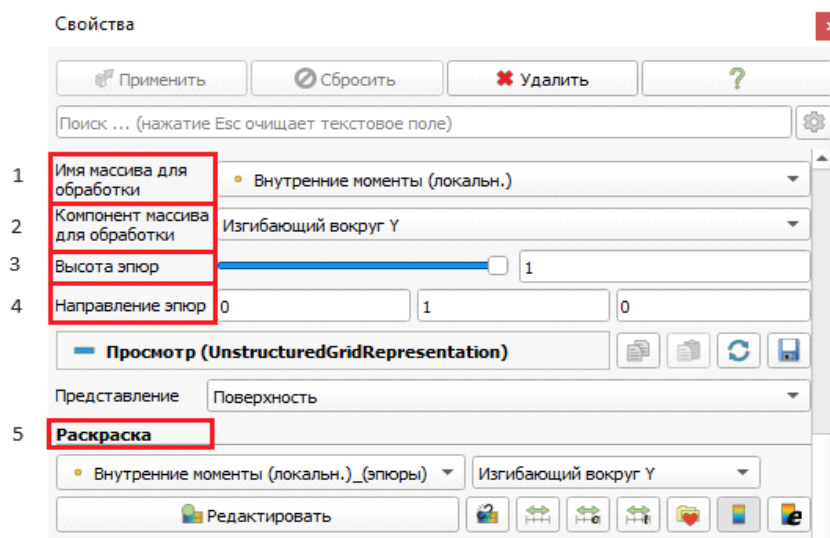 Свойства
Применить Сбросить Удалить ?
Поиск ... (нажатие Esc очищает текстовое поле)
1 Имя массива для
обработки Внутренние моменты (локальн.)
2 Компонент массива
для обработки Изгибающий вокруг Y
3 Высота эпюр 1
4 Направление эпюр 0 1 0
Просмотр (UnstructuredGridRepresentation)
Представление Поверхность
5 Раскраска
Внутренние моменты (локальн.)_(эпюры) Изгибающий вокруг Y
Редактировать e